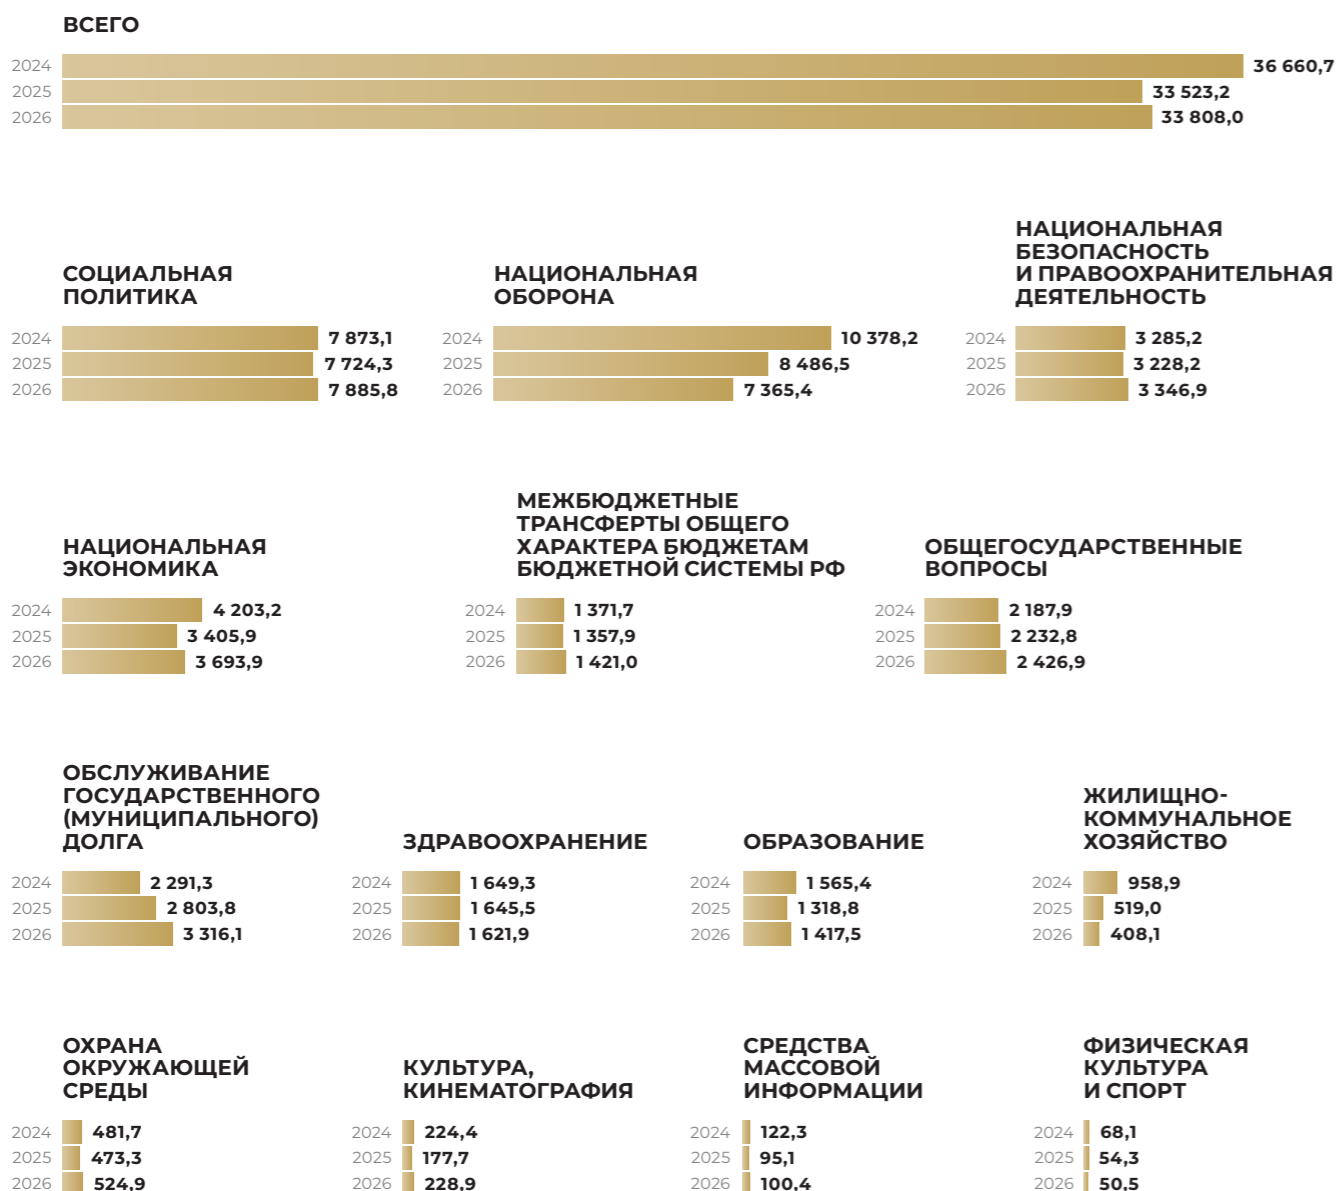 ВСЕГО
2024 36 660,7
2025 33 523,2
2026 33 808,0
СОЦИАЛЬНАЯ
ПОЛИТИКА
2024 7 873,1
2025 7 724,3
2026 7 885,8
НАЦИОНАЛЬНАЯ
ОБОРОНА
2024 10 378,2
2025 8 486,5
2026 7 365,4
НАЦИОНАЛЬНАЯ
БЕЗОПАСНОСТЬ
И ПРАВООХРАНИТЕЛЬНАЯ
ДЕЯТЕЛЬНОСТЬ
2024 3 285,2
2025 3 228,2
2026 3 346,9
НАЦИОНАЛЬНАЯ
ЭКОНОМИКА
2024 4 203,2
2025 3 405,9
2026 3 693,9
МЕЖБЮДЖЕТНЫЕ
ТРАНСФЕРТЫ ОБЩЕГО
ХАРАКТЕРА БЮДЖЕТАМ
БЮДЖЕТНОЙ СИСТЕМЫ РФ
2024 1 371,7
2025 1 357,9
2026 1 421,0
ОБЩЕГОСУДАРСТВЕННЫЕ
ВОПРОСЫ
2024 2 187,9
2025 2 232,8
2026 2 426,9
ОБСЛУЖИВАНИЕ
ГОСУДАРСТВЕННОГО
(МУНИЦИПАЛЬНОГО)
ДОЛГА
2024 2 291,3
2025 2 803,8
2026 3 316,1
ЗДРАВООХРАНЕНИЕ
2024 1 649,3
2025 1 645,5
2026 1 621,9
ОБРАЗОВАНИЕ
2024 1 565,4
2025 1 318,8
2026 1 417,5
ЖИЛИЩНО-
КОММУНАЛЬНОЕ
ХОЗЯЙСТВО
2024 958,9
2025 519,0
2026 408,1
ОХРАНА
ОКРУЖАЮЩЕЙ
СРЕДЫ
2024 481,7
2025 473,3
2026 524,9
КУЛЬТУРА,
КИНЕМАТОГРАФИЯ
2024 224,4
2025 177,7
2026 228,9
СРЕДСТВА
МАССОВОЙ
ИНФОРМАЦИИ
2024 122,3
2025 95,1
2026 100,4
ФИЗИЧЕСКАЯ
КУЛЬТУРА
И СПОРТ
2024 68,1
2025 54,3
2026 50,5